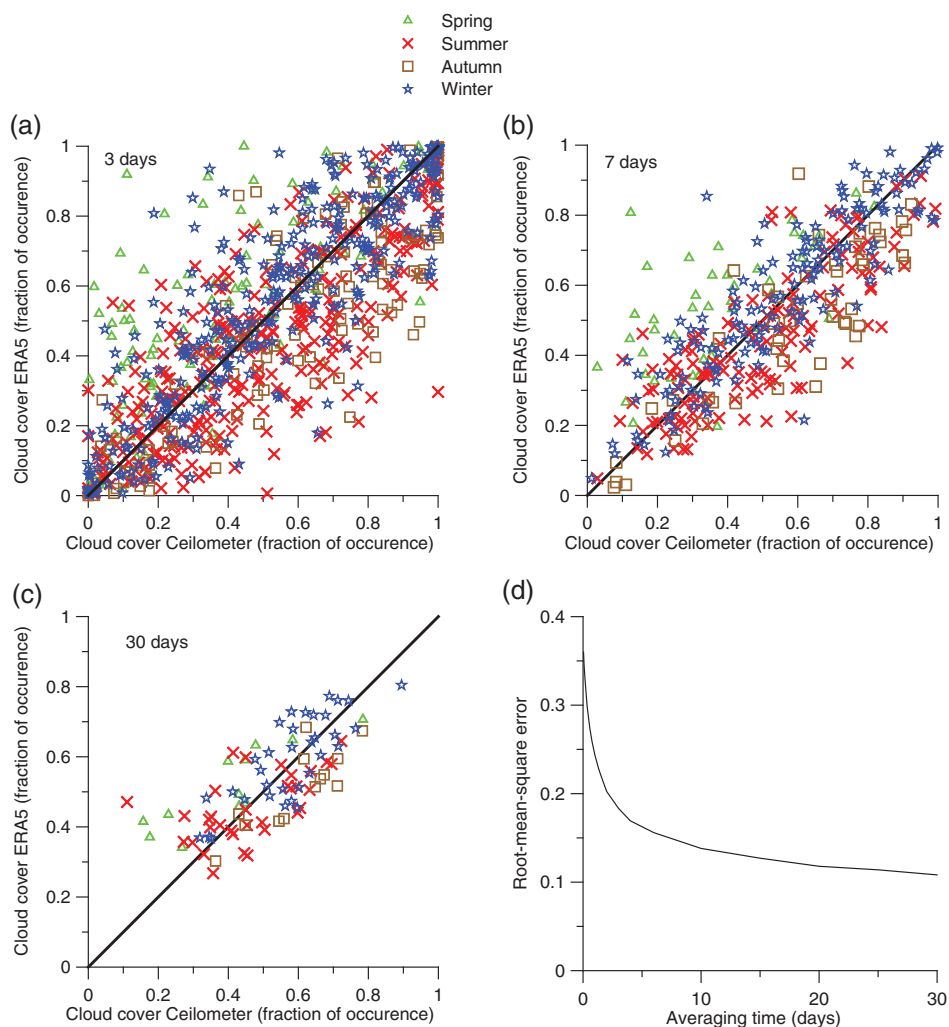 Spring
Summer
Autumn
Winter
(a)
3 days
1
0.8
0.6
0.4
0.2
0
Cloud cover ERA5 (fraction of occurence)
0 0.2 0.4 0.6 0.8 1
Cloud cover Ceilometer (fraction of occurence)
(b)
7 days
1
0.8
0.6
0.4
0.2
0
Cloud cover ERA5 (fraction of occurence)
0 0.2 0.4 0.6 0.8 1
Cloud cover Ceilometer (fraction of occurence)
(c)
30 days
1
0.8
0.6
0.4
0.2
0
Cloud cover ERA5 (fraction of occurence)
0 0.2 0.4 0.6 0.8 1
Cloud cover Ceilometer (fraction of occurence)
(d)
0.4
0.3
0.2
0.1
0
Root-mean-square error
0 10 20 30
Averaging time (days)